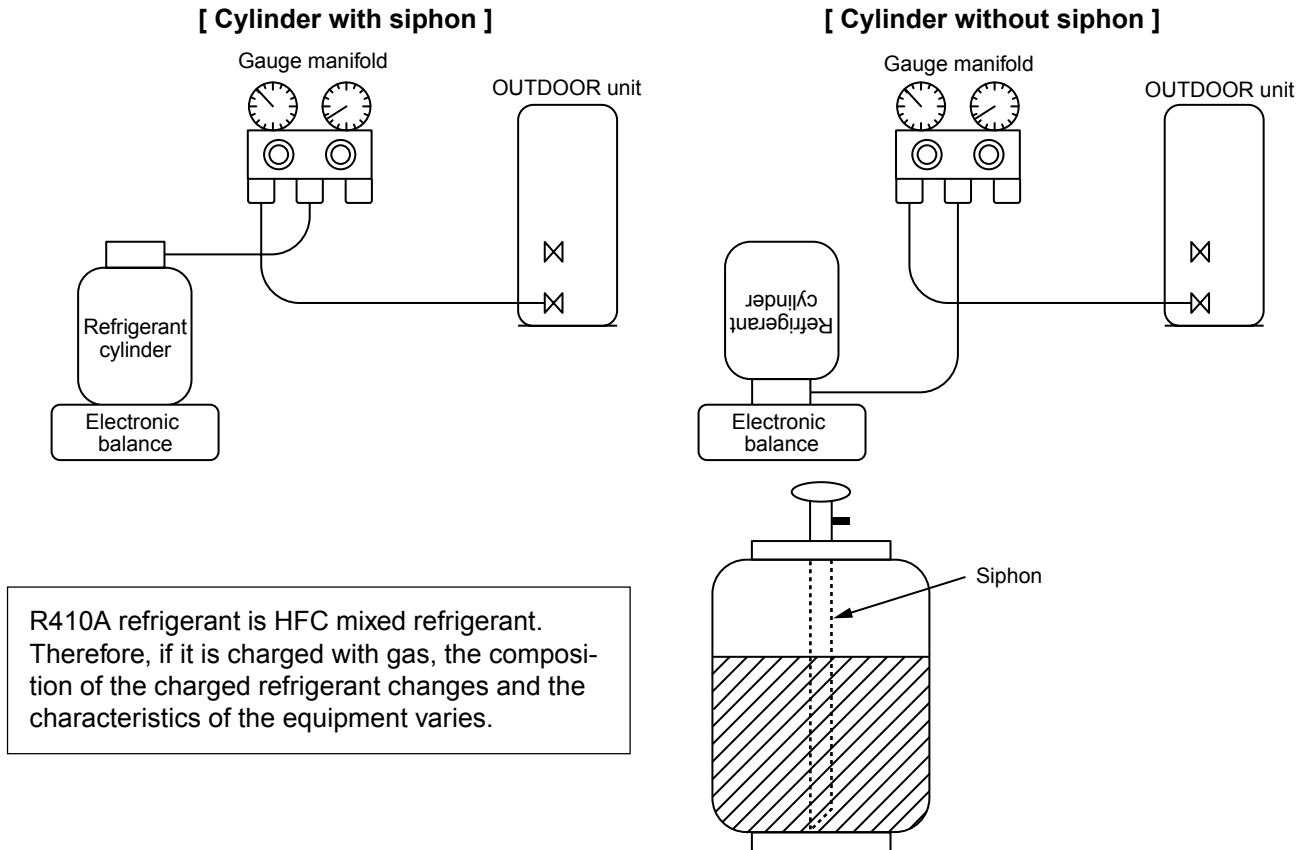 [ Cylinder with siphon ]
Gauge manifold
OUTDOOR unit
Refrigerant
cylinder
Electronic
balance
[ Cylinder without siphon ]
Gauge manifold
OUTDOOR unit
Refrigerant
cylinder
Electronic
balance
Siphon
R410A refrigerant is HFC mixed refrigerant.
Therefore, if it is charged with gas, the composi-
tion of the charged refrigerant changes and the
characteristics of the equipment varies.